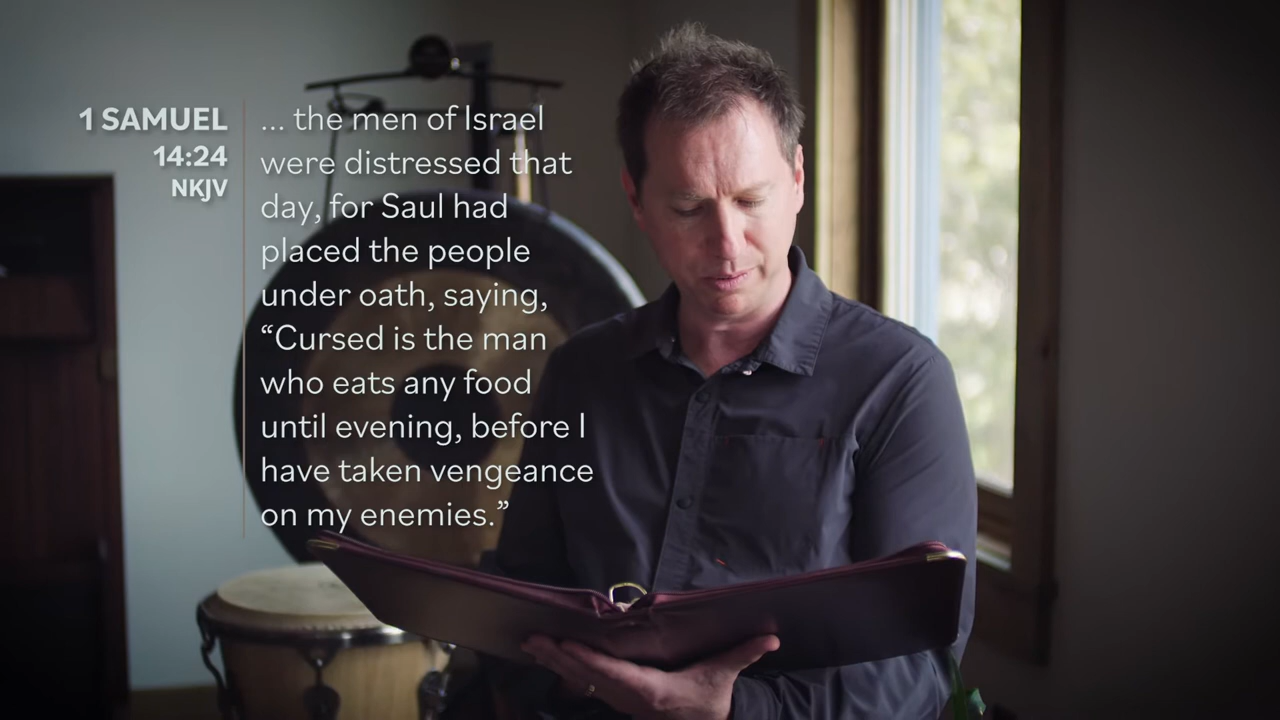 1 SAMUEL
14:24
NKJV
... the men of Israel
were distressed that
day, for Saul had
placed the people
under oath, saying,
“Cursed is the man
who eats any food
until evening, before I
have taken vengeance
on my enemies.”